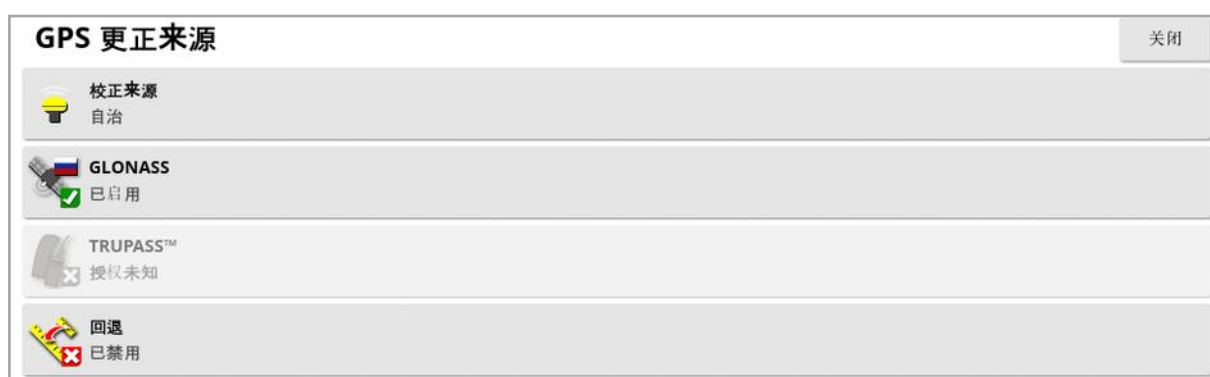 GPS 更正来源
关闭
校正来源
自治
GLONASS
已启用
TRUPASS™
授权未知
回退
已禁用